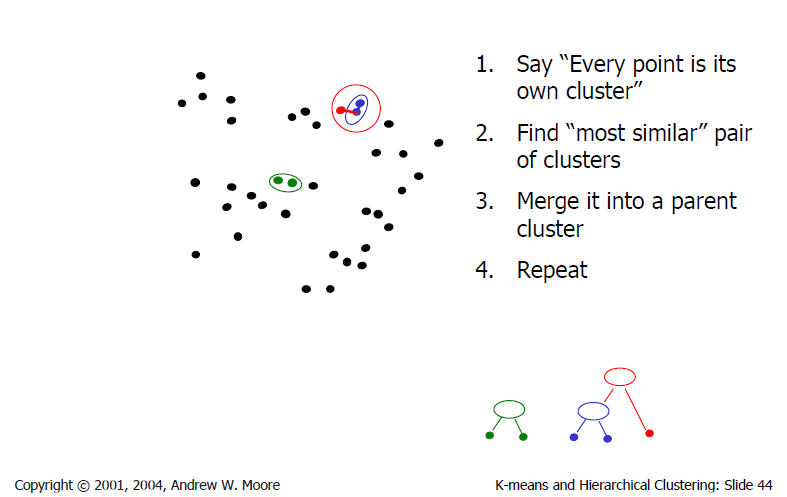 1. Say “Every point is its
own cluster”
2. Find “most similar” pair
of clusters
3. Merge it into a parent
cluster
4. Repeat
Copyright © 2001, 2004, Andrew W. Moore
K-means and Hierarchical Clustering: Slide 44